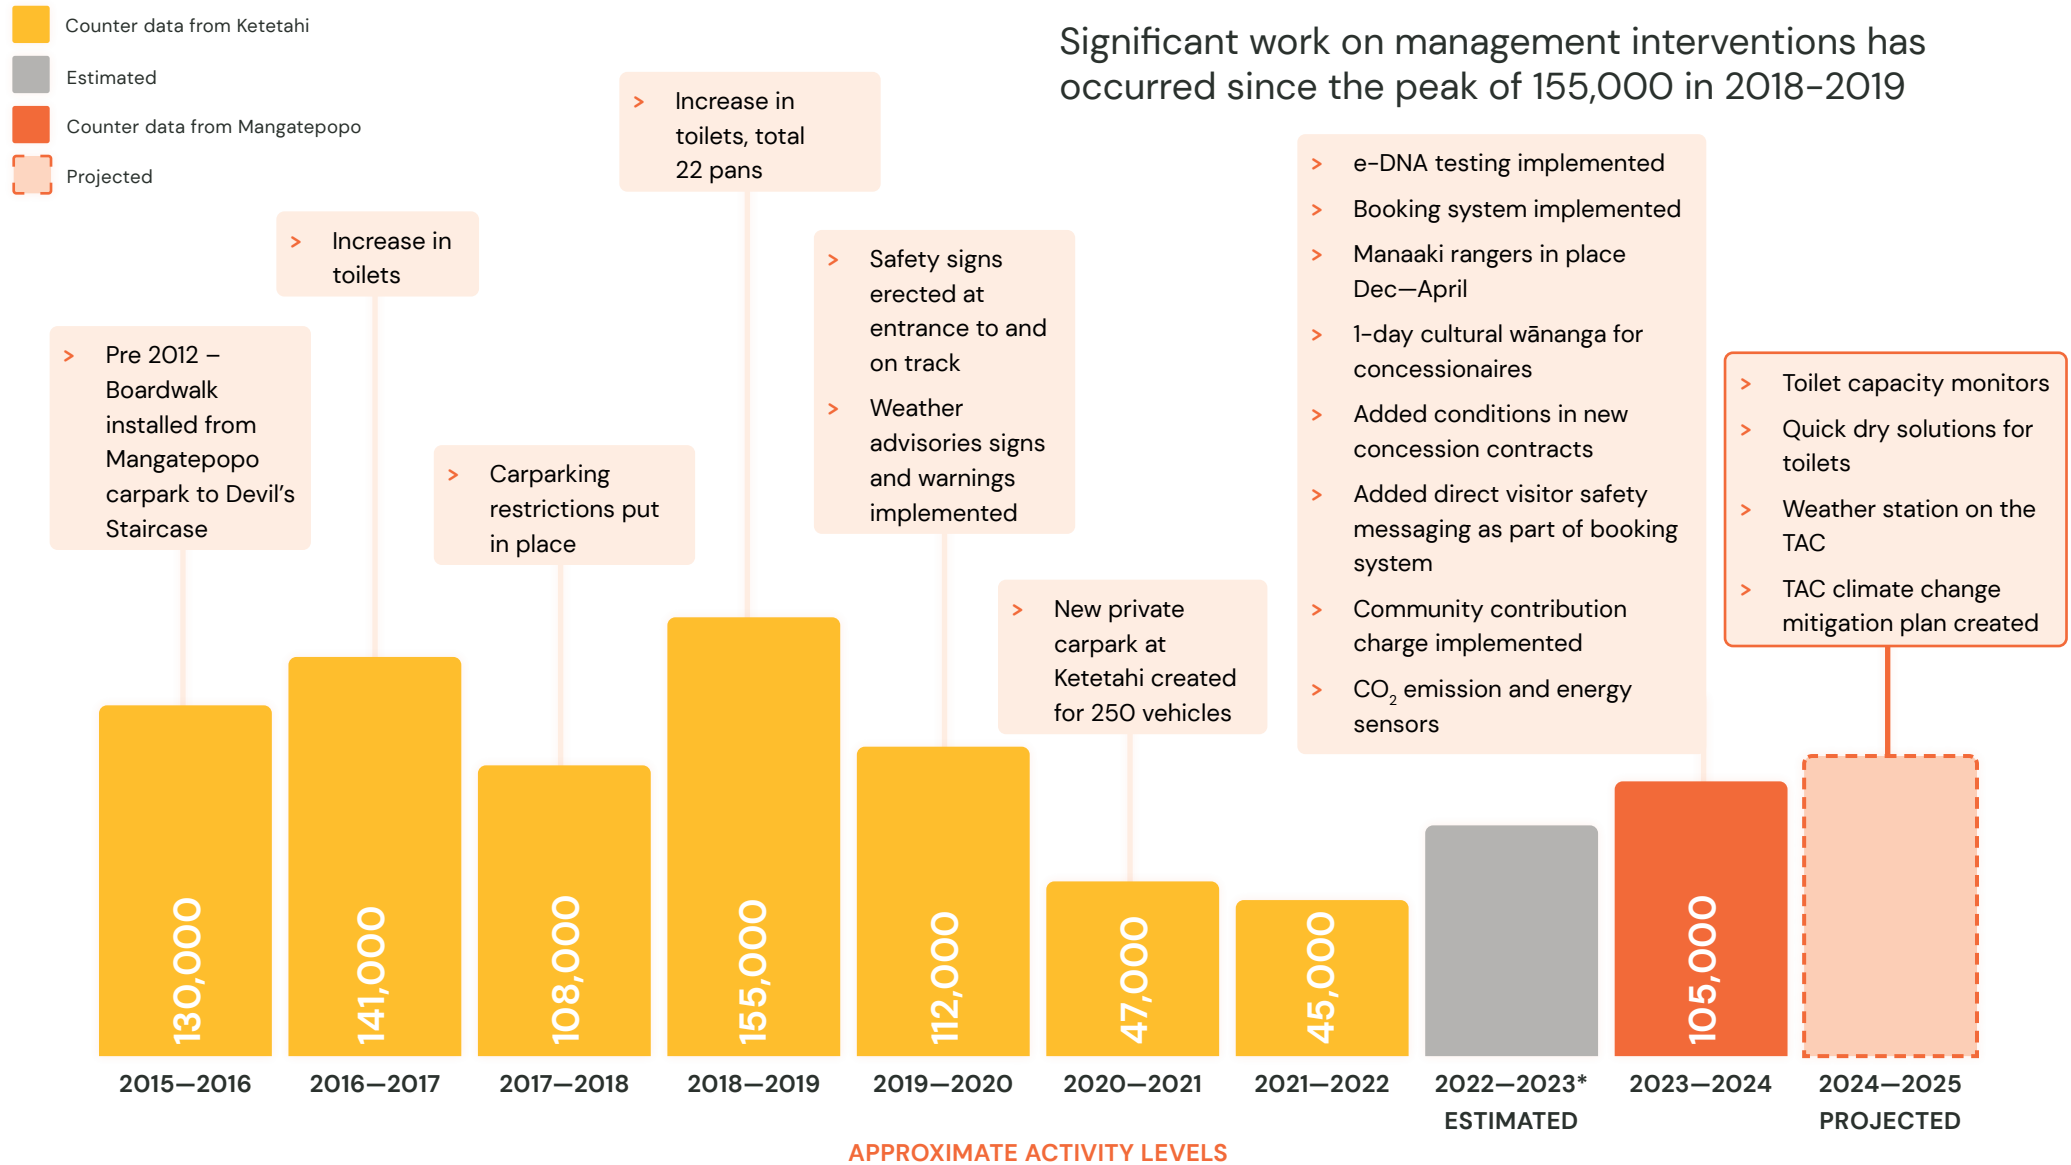 Counter data from Ketetahi
Estimated
Counter data from Mangatepopo
Projected
Significant work on management interventions has
occurred since the peak of 155,000 in 2018-2019
> Pre 2012 –
Boardwalk
installed from
Mangatepopo
carpark to Devil’s
Staircase
> Increase in
toilets
> Carparking
restrictions put
in place
> Increase in
toilets, total
22 pans
> Safety signs
erected at
entrance to and
on track
> Weather
advisories signs
and warnings
implemented
> New private
carpark at
Ketetahi created
for 250 vehicles
> e-DNA testing implemented
> Booking system implemented
> Manaaki rangers in place
Dec—April
> 1-day cultural wānanga for
concessionaires
> Added conditions in new
concession contracts
> Added direct visitor safety
messaging as part of booking
system
> Community contribution
charge implemented
> CO₂ emission and energy
sensors
> Toilet capacity monitors
> Quick dry solutions for
toilets
> Weather station on the
TAC
> TAC climate change
mitigation plan created
130,000
141,000
108,000
155,000
112,000
47,000
45,000
105,000
2015—2016
2016—2017
2017—2018
2018—2019
2019—2020
2020—2021
2021—2022
2022—2023*
ESTIMATED
2023—2024
2024—2025
PROJECTED
APPROXIMATE ACTIVITY LEVELS